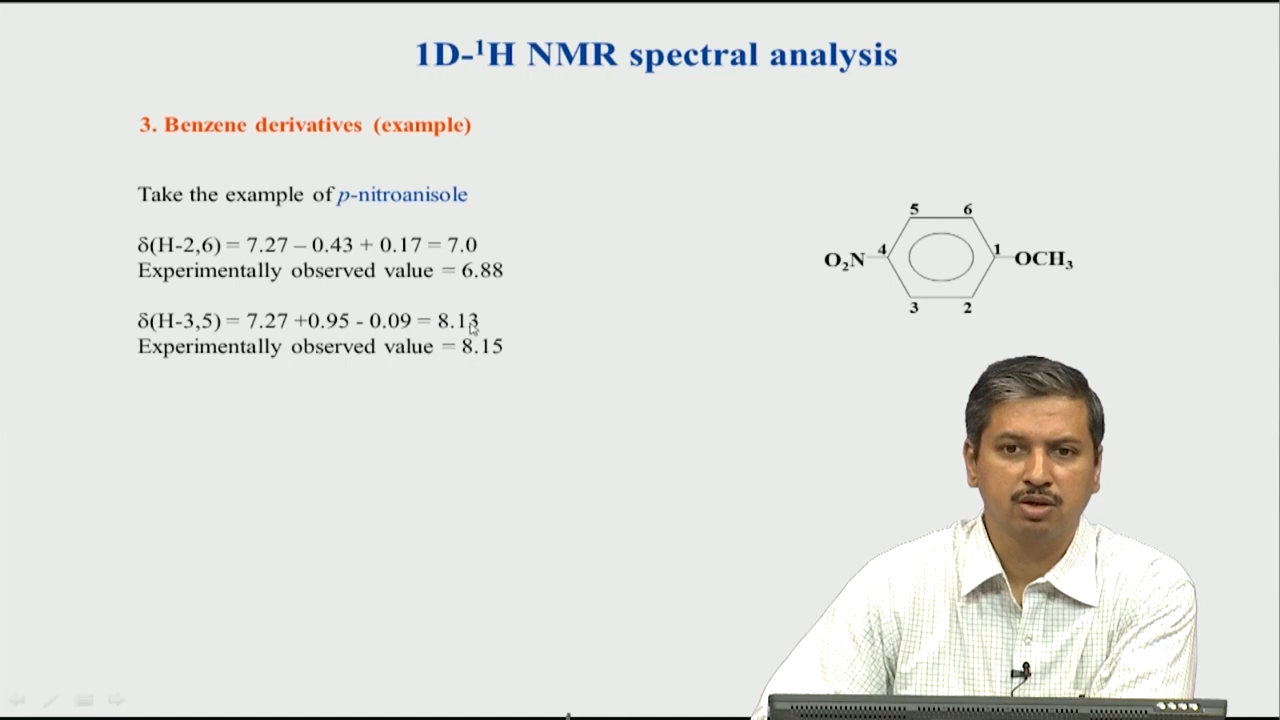 1D-¹H NMR spectral analysis
3. Benzene derivatives (example)
Take the example of p-nitroanisole
δ(H-2,6) = 7.27 – 0.43 + 0.17 = 7.0
Experimentally observed value = 6.88
δ(H-3,5) = 7.27 +0.95 - 0.09 = 8.13
Experimentally observed value = 8.15
5 6
O₂N 4 1 OCH₃
3 2